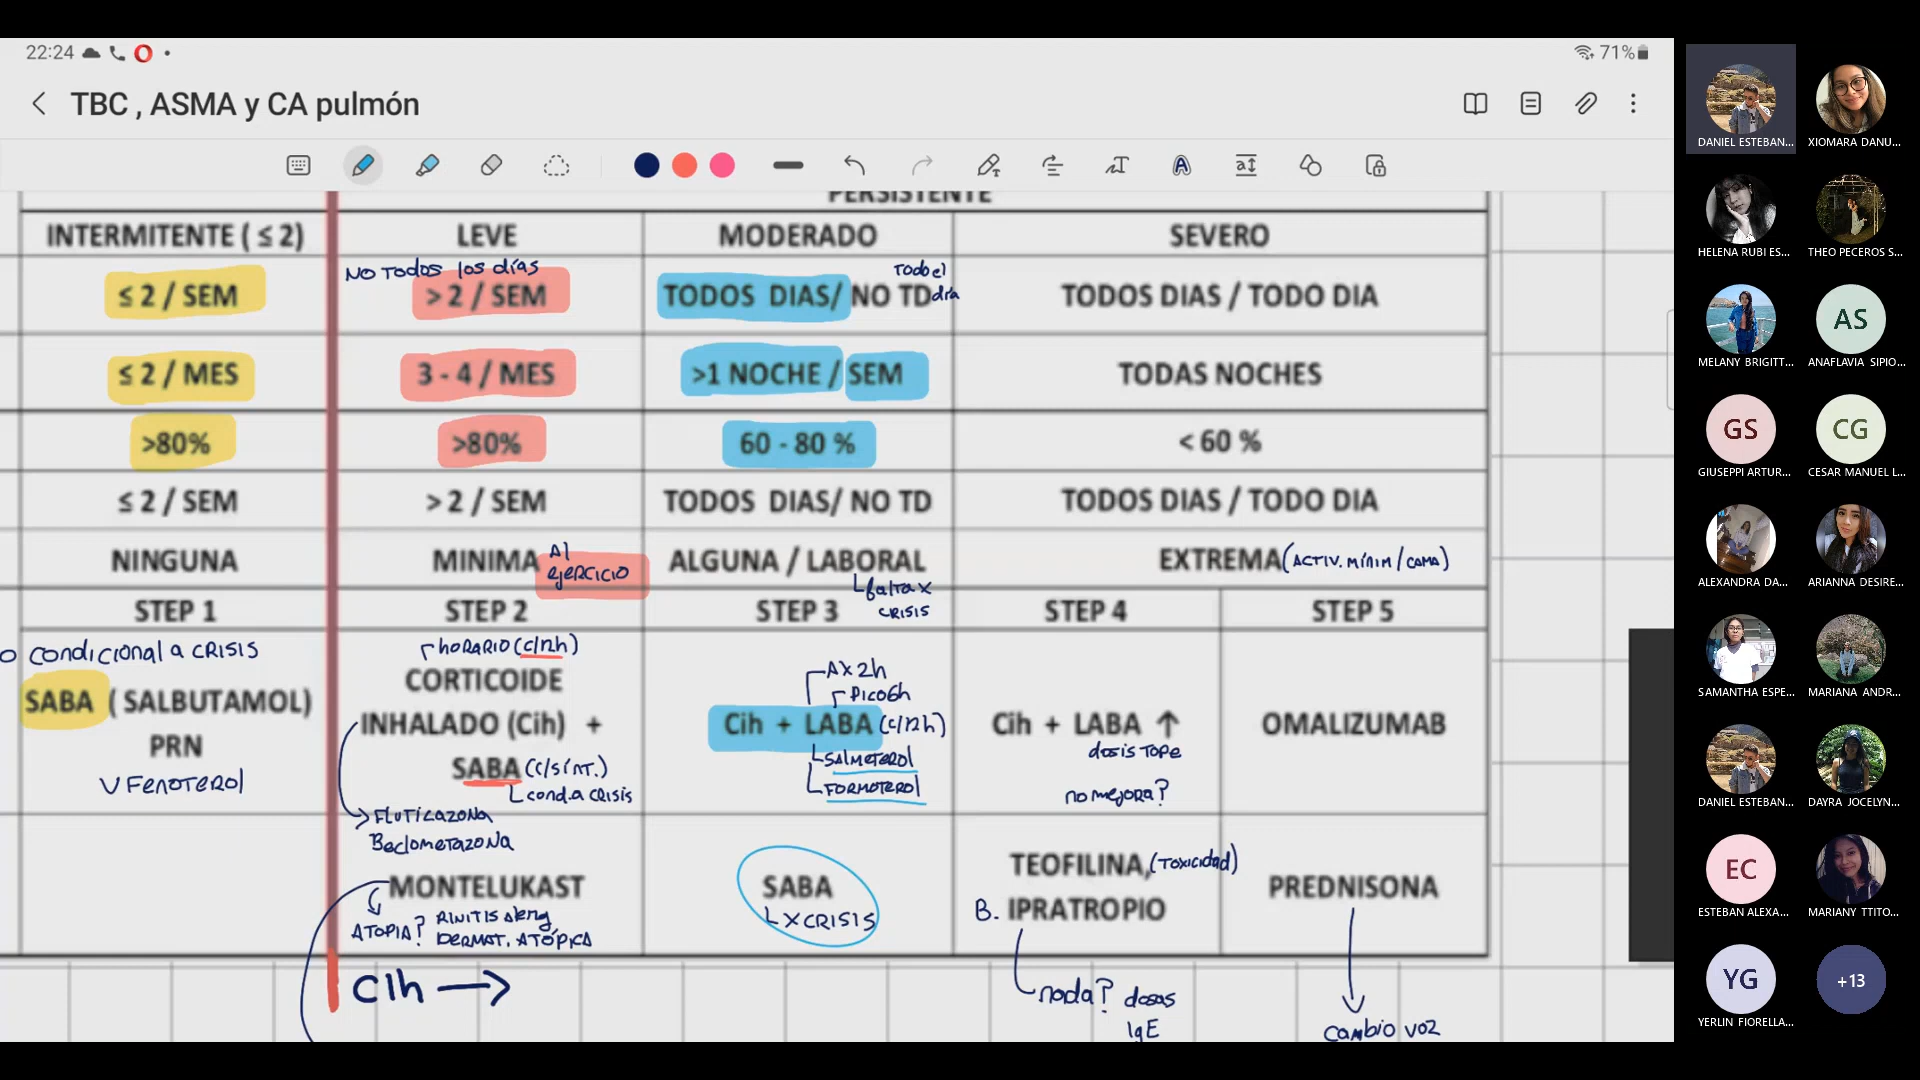 22:24
71%
TBC , ASMA y CA pulmón
PERSISTENTE
INTERMITENTE ( ≤ 2) LEVE MODERADO SEVERO
NO TODOS los días Todo el día
≤ 2 / SEM > 2 / SEM TODOS DIAS/ NO TD TODOS DIAS / TODO DIA
≤ 2 / MES 3 - 4 / MES >1 NOCHE / SEM TODAS NOCHES
>80% >80% 60 - 80 % < 60 %
≤ 2 / SEM > 2 / SEM TODOS DIAS/ NO TD TODOS DIAS / TODO DIA
NINGUNA MINIMA Al ejERCICIO ALGUNA / LABORAL EXTREMA (ACTIV. MÍNIM / CAMA)
falta x CRISIS
STEP 1 STEP 2 STEP 3 STEP 4 STEP 5
o condicional a CRISIS
SABA ( SALBUTAMOL)
PRN
V FENOTEROl
hORARIO (c/12h)
CORTICOIDE
INHALADO (Cih) +
SABA (c/SÍNT.)
cond. a CRISIS
Fluticazona
Beclometazona
AX 2h
Pico6h
Cih + LABA (c/12h)
SALMETEROL
FORMOTEROL
Cih + LABA ↑
dosis TOPE
no mejora?
OMALIZUMAB
MONTELUKAST
ATOPIA? RINITIS Alerg
DERMAT. ATÓPICA
SABA
X CRISIS
TEOFILINA, (TOXICIdad)
B. IPRATROPIO
PREDNISONA
CIh →
nada? dosas
IgE
cambio voz
DANIEL ESTEBAN...
XIOMARA DANU...
HELENA RUBI ES...
THEO PECEROS S...
MELANY BRIGITT...
AS
ANAFLAVIA SIPIO...
GS
GIUSEPPI ARTUR...
CG
CESAR MANUEL L...
ALEXANDRA DA...
ARIANNA DESIRE...
SAMANTHA ESPE...
MARIANA ANDR...
DANIEL ESTEBAN...
DAYRA JOCELYN...
EC
ESTEBAN ALEXA...
MARIANY TTITO...
YG
YERLIN FIORELLA...
+13